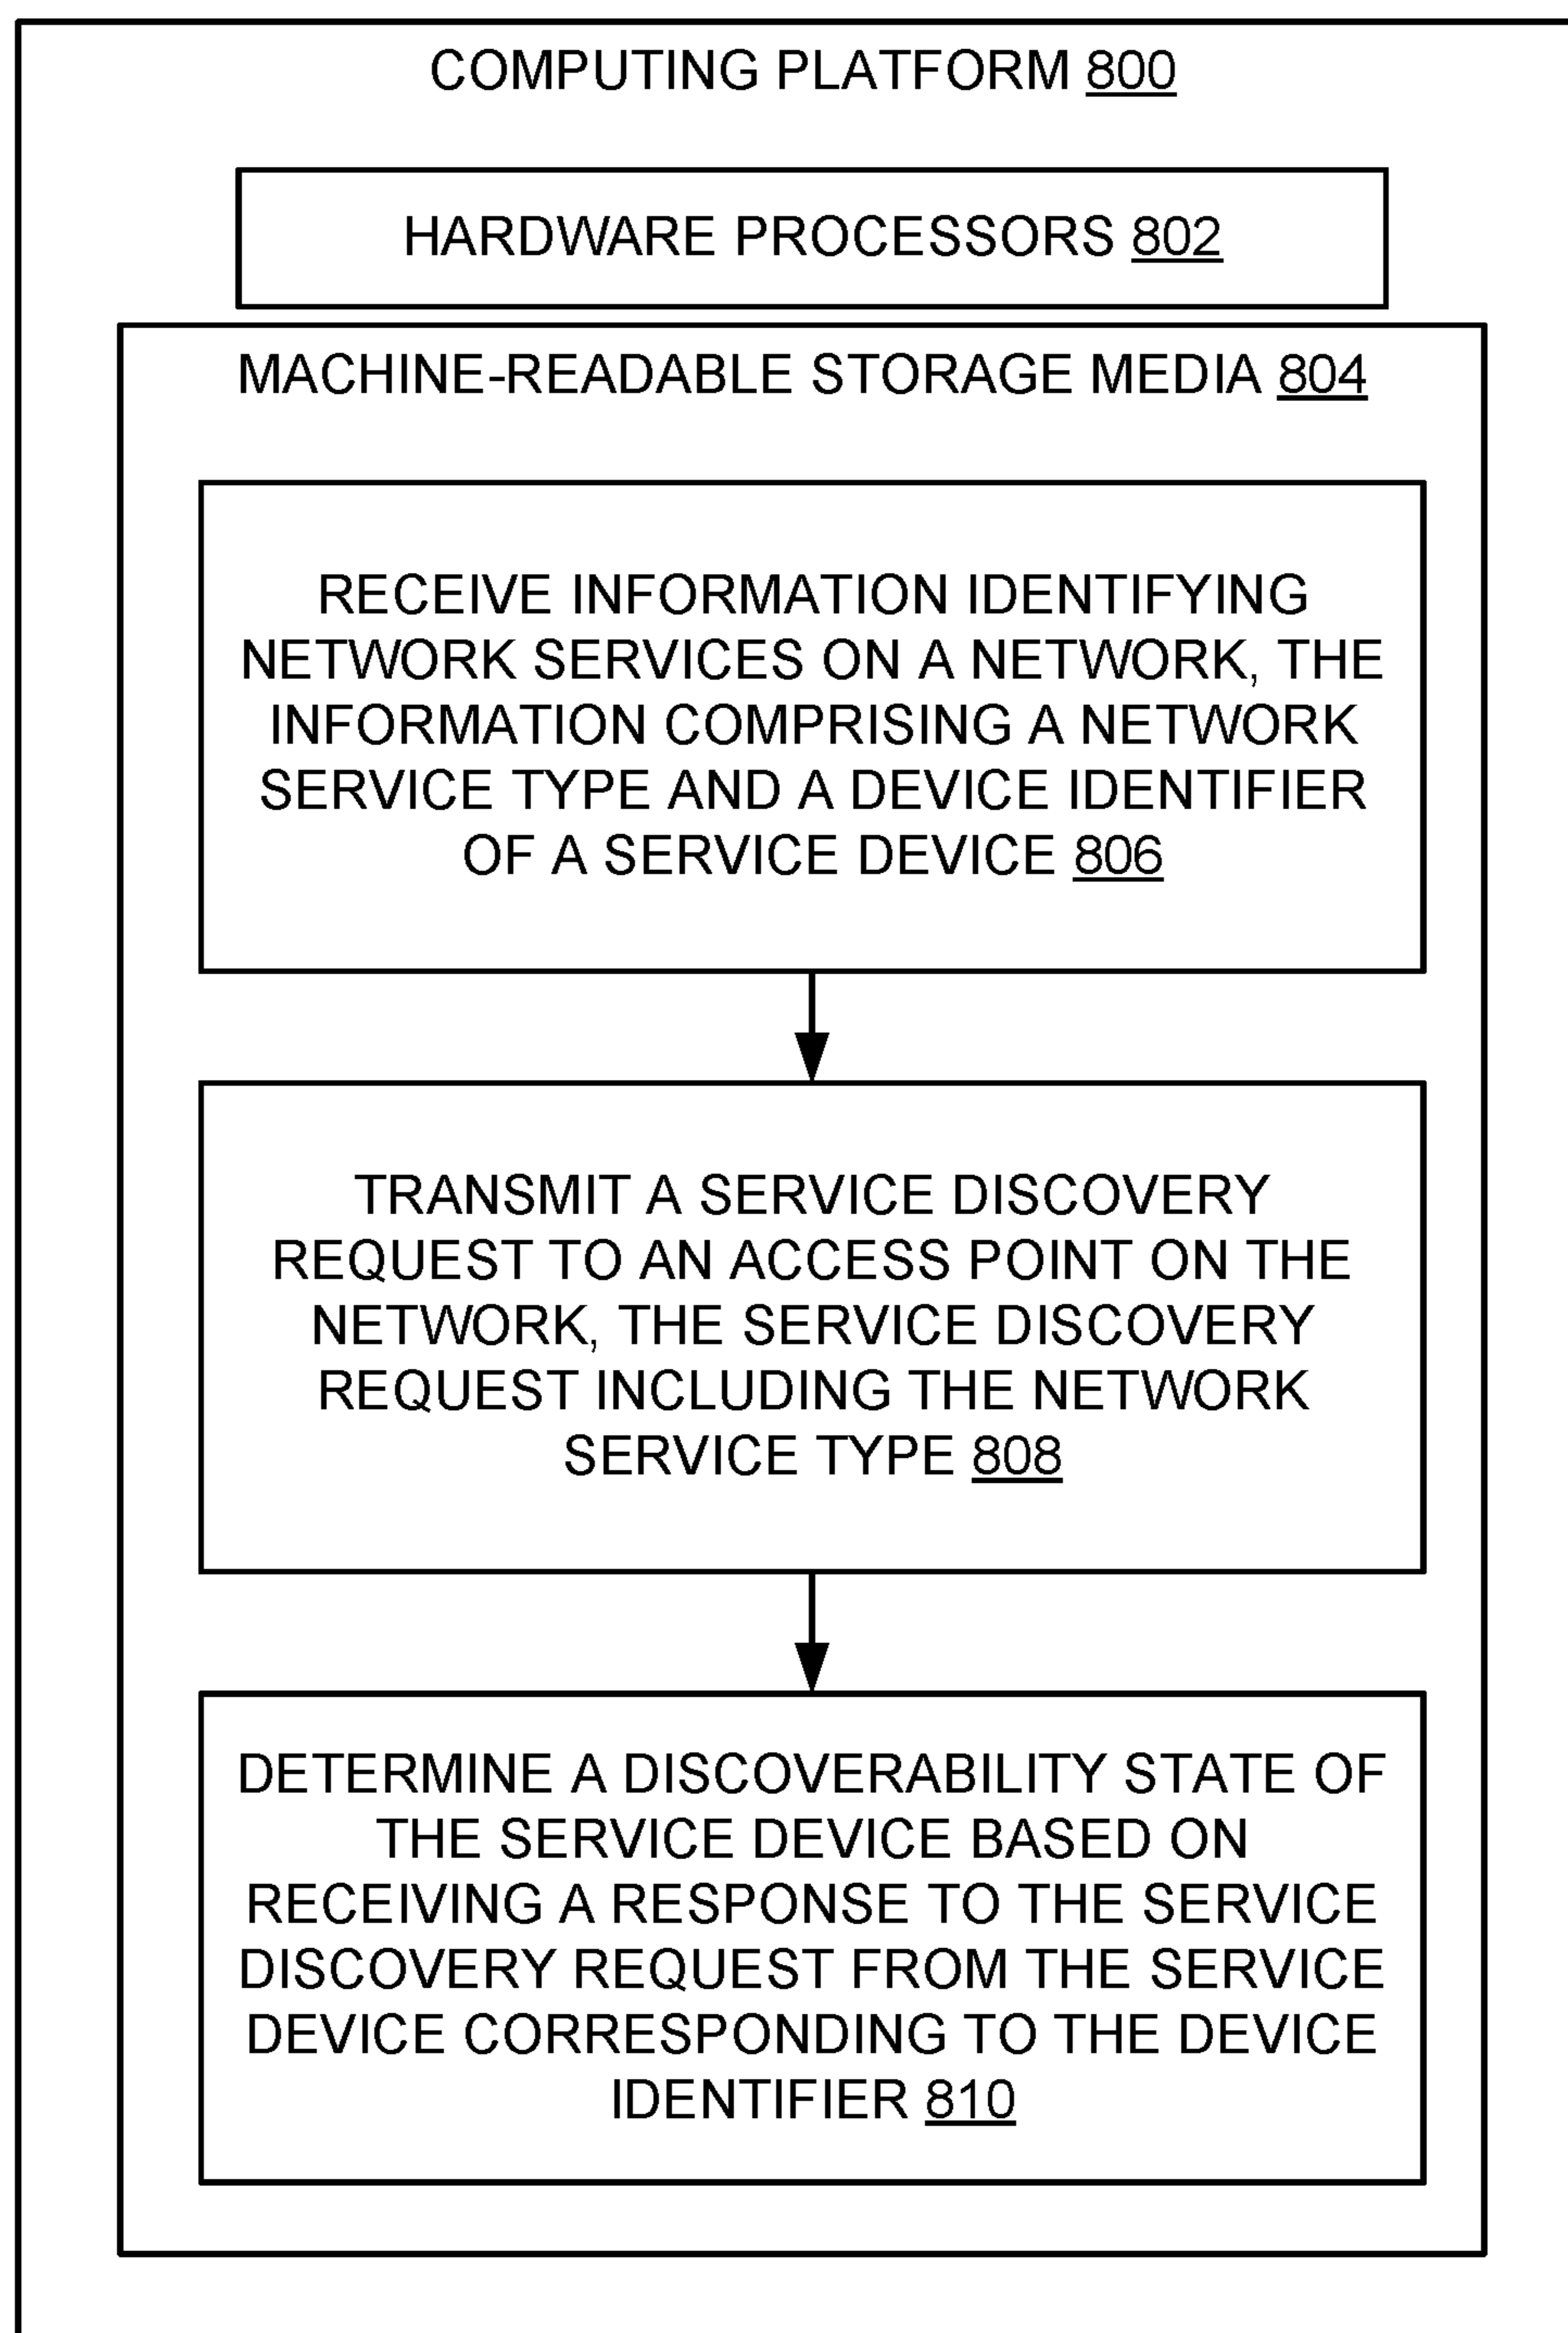 COMPUTING PLATFORM 800
HARDWARE PROCESSORS 802
MACHINE-READABLE STORAGE MEDIA 804
RECEIVE INFORMATION IDENTIFYING
NETWORK SERVICES ON A NETWORK, THE
INFORMATION COMPRISING A NETWORK
SERVICE TYPE AND A DEVICE IDENTIFIER
OF A SERVICE DEVICE 806
TRANSMIT A SERVICE DISCOVERY
REQUEST TO AN ACCESS POINT ON THE
NETWORK, THE SERVICE DISCOVERY
REQUEST INCLUDING THE NETWORK
SERVICE TYPE 808
DETERMINE A DISCOVERABILITY STATE OF
THE SERVICE DEVICE BASED ON
RECEIVING A RESPONSE TO THE SERVICE
DISCOVERY REQUEST FROM THE SERVICE
DEVICE CORRESPONDING TO THE DEVICE
IDENTIFIER 810